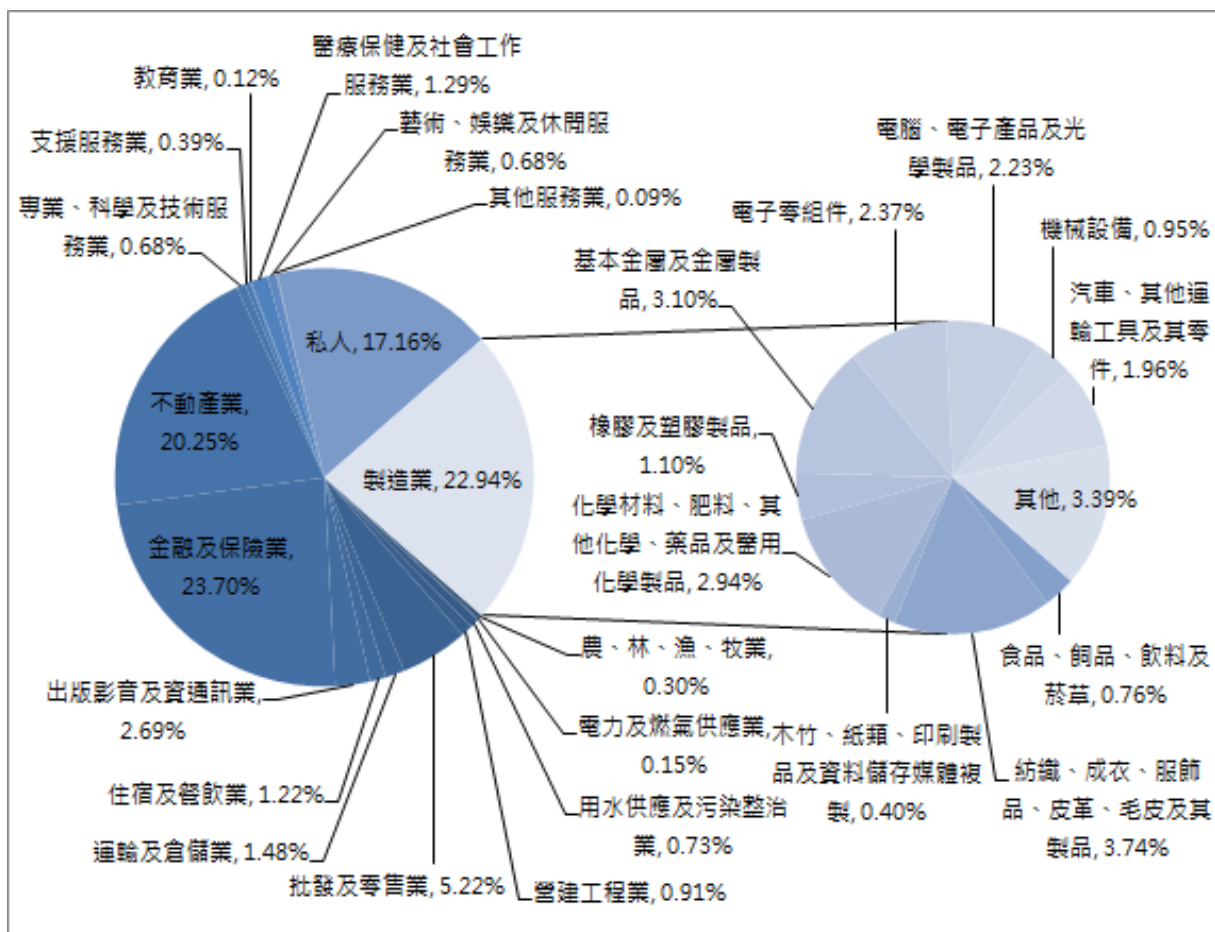 醫療保健及社會工作
服務業, 1.29%
教育業, 0.12%
藝術、娛樂及休閒服
務業, 0.68%
支援服務業, 0.39%
其他服務業, 0.09%
專業、科學及技術服
務業, 0.68%
私人, 17.16%
不動產業,
20.25%
製造業, 22.94%
金融及保險業,
23.70%
出版影音及資通訊業,
2.69%
住宿及餐飲業, 1.22%
運輸及倉儲業, 1.48%
批發及零售業, 5.22%
營建工程業, 0.91%
用水供應及污染整治
業, 0.73%
電力及燃氣供應業,
0.15%
農、林、漁、牧業,
0.30%
電腦、電子產品及光
學製品, 2.23%
電子零組件, 2.37%
機械設備, 0.95%
基本金屬及金屬製
品, 3.10%
汽車、其他運
輸工具及其零
件, 1.96%
橡膠及塑膠製品,
1.10%
其他, 3.39%
化學材料、肥料、其
他化學、藥品及醫用
化學製品, 2.94%
食品、飼品、飲料及
菸草, 0.76%
木竹、紙類、印刷製
品及資料儲存媒體複
製, 0.40%
紡織、成衣、服飾
品、皮革、毛皮及其
製品, 3.74%